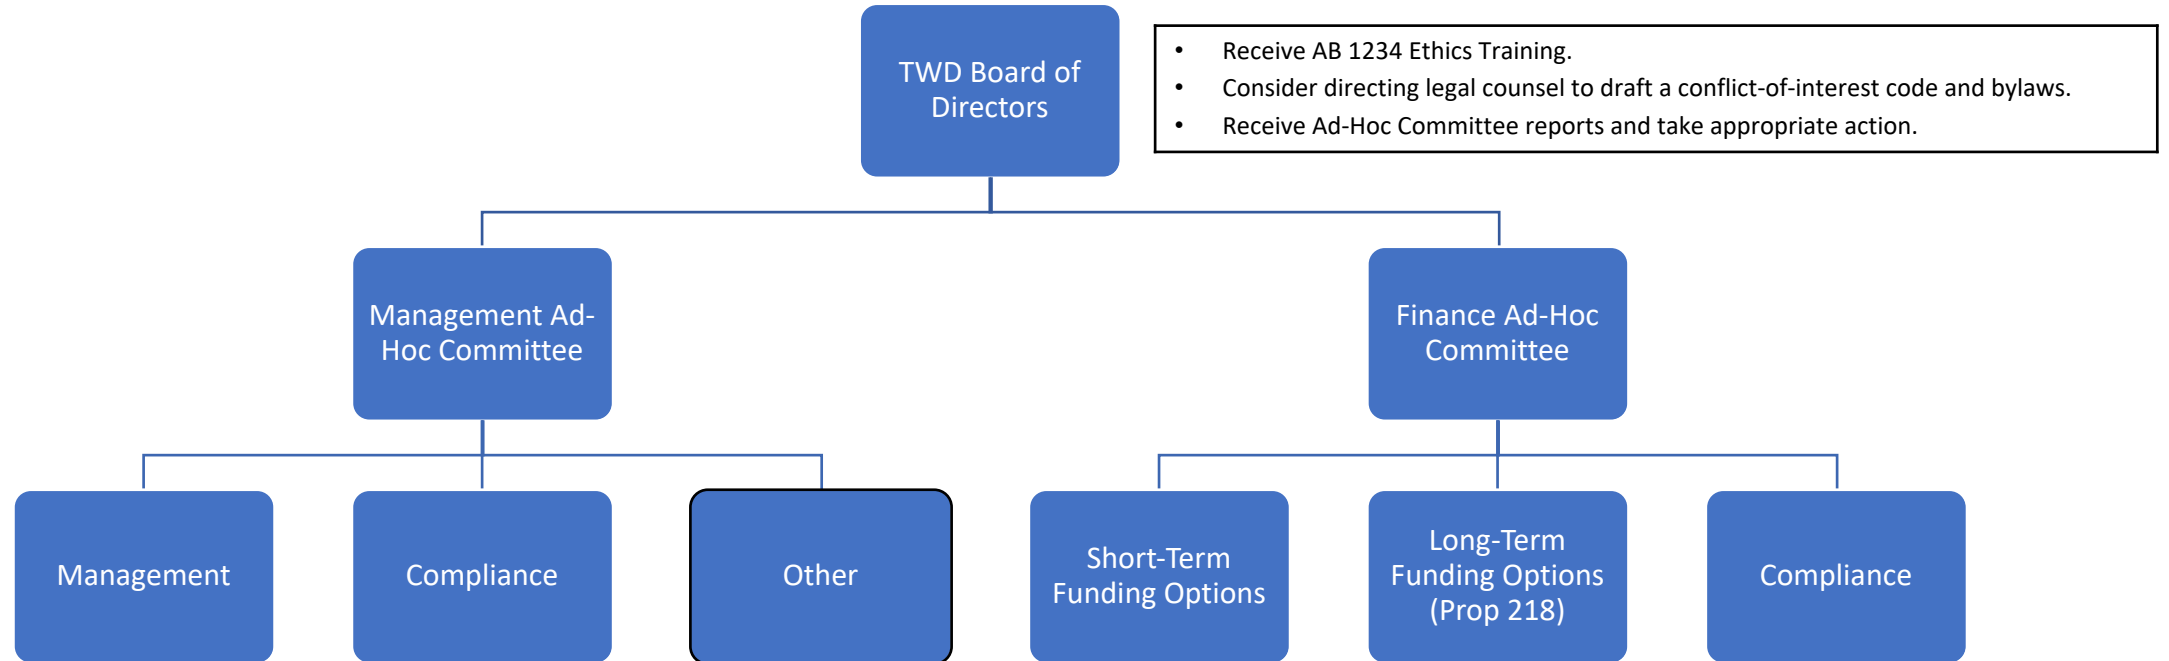 TWD Board of
Directors
• Receive AB 1234 Ethics Training.
• Consider directing legal counsel to draft a conflict-of-interest code and bylaws.
• Receive Ad-Hoc Committee reports and take appropriate action.
Management Ad-
Hoc Committee
Finance Ad-Hoc
Committee
Management
Compliance
Other
Short-Term
Funding Options
Long-Term
Funding Options
(Prop 218)
Compliance